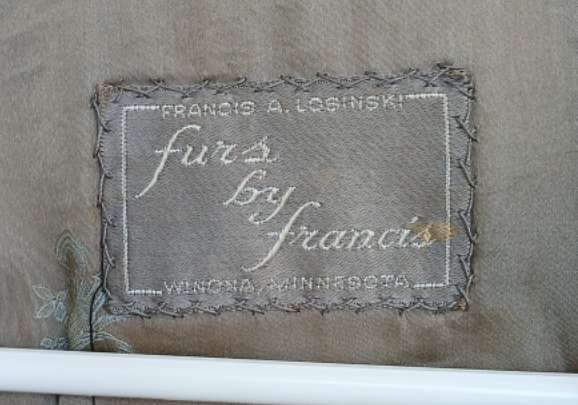 FRANCIS A. LOSINSKI
furs
by
francis
WINONA, MINNESOTA